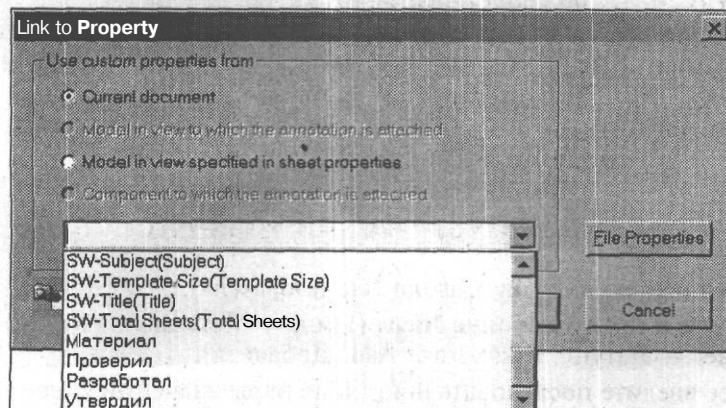 Link to Property
Use custom properties from
Current document
Model in view to which the annotation is attached
Model in view specified in sheet properties
Component to which the annotation is attached
File Properties
SW-Subject(Subject)
SW-Template Size(Template Size)
SW-Title(Title)
SW-Total Sheets(Total Sheets)
Cancel
Материал
Проверил
Разработал
Утвердил